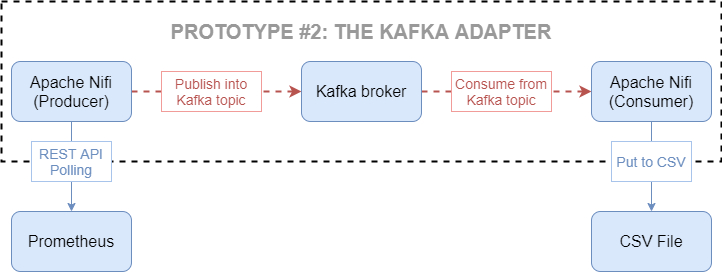 PROTOTYPE #2: THE KAFKA ADAPTER
Apache Nifi
(Producer)
Publish into
Kafka topic
Kafka broker
Consume from
Kafka topic
Apache Nifi
(Consumer)
REST API
Polling
Put to CSV
Prometheus
CSV File